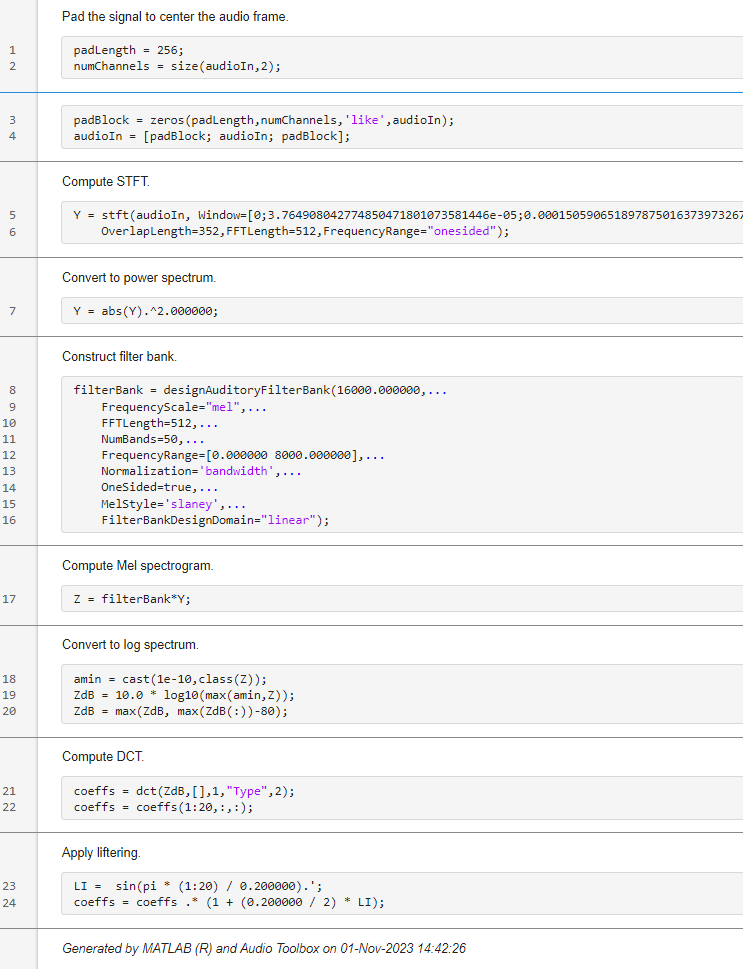 Pad the signal to center the audio frame.
1 padLength = 256;
2 numChannels = size(audioIn,2);
3 padBlock = zeros(padLength,numChannels,'like',audioIn);
4 audioIn = [padBlock; audioIn; padBlock];
Compute STFT.
5 Y = stft(audioIn, Window=[0;3.7649080427748504718010735814​46e-05;0.000150590651897875016373973267
6 OverlapLength=352,FFTLength=512,FrequencyRange="onesided");
Convert to power spectrum.
7 Y = abs(Y).^2.000000;
Construct filter bank.
8 filterBank = designAuditoryFilterBank(16000.000000,...
9 FrequencyScale="mel",...
10 FFTLength=512,...
11 NumBands=50,...
12 FrequencyRange=[0.000000 8000.000000],...
13 Normalization='bandwidth',...
14 OneSided=true,...
15 MelStyle='slaney',...
16 FilterBankDesignDomain="linear");
Compute Mel spectrogram.
17 Z = filterBank*Y;
Convert to log spectrum.
18 amin = cast(1e-10,class(Z));
19 ZdB = 10.0 * log10(max(amin,Z));
20 ZdB = max(ZdB, max(ZdB(:))-80);
Compute DCT.
21 coeffs = dct(ZdB,[],1,"Type",2);
22 coeffs = coeffs(1:20,:,:);
Apply liftering.
23 LI =  sin(pi * (1:20) / 0.200000).';
24 coeffs = coeffs .* (1 + (0.200000 / 2) * LI);
Generated by MATLAB (R) and Audio Toolbox on 01-Nov-2023 14:42:26